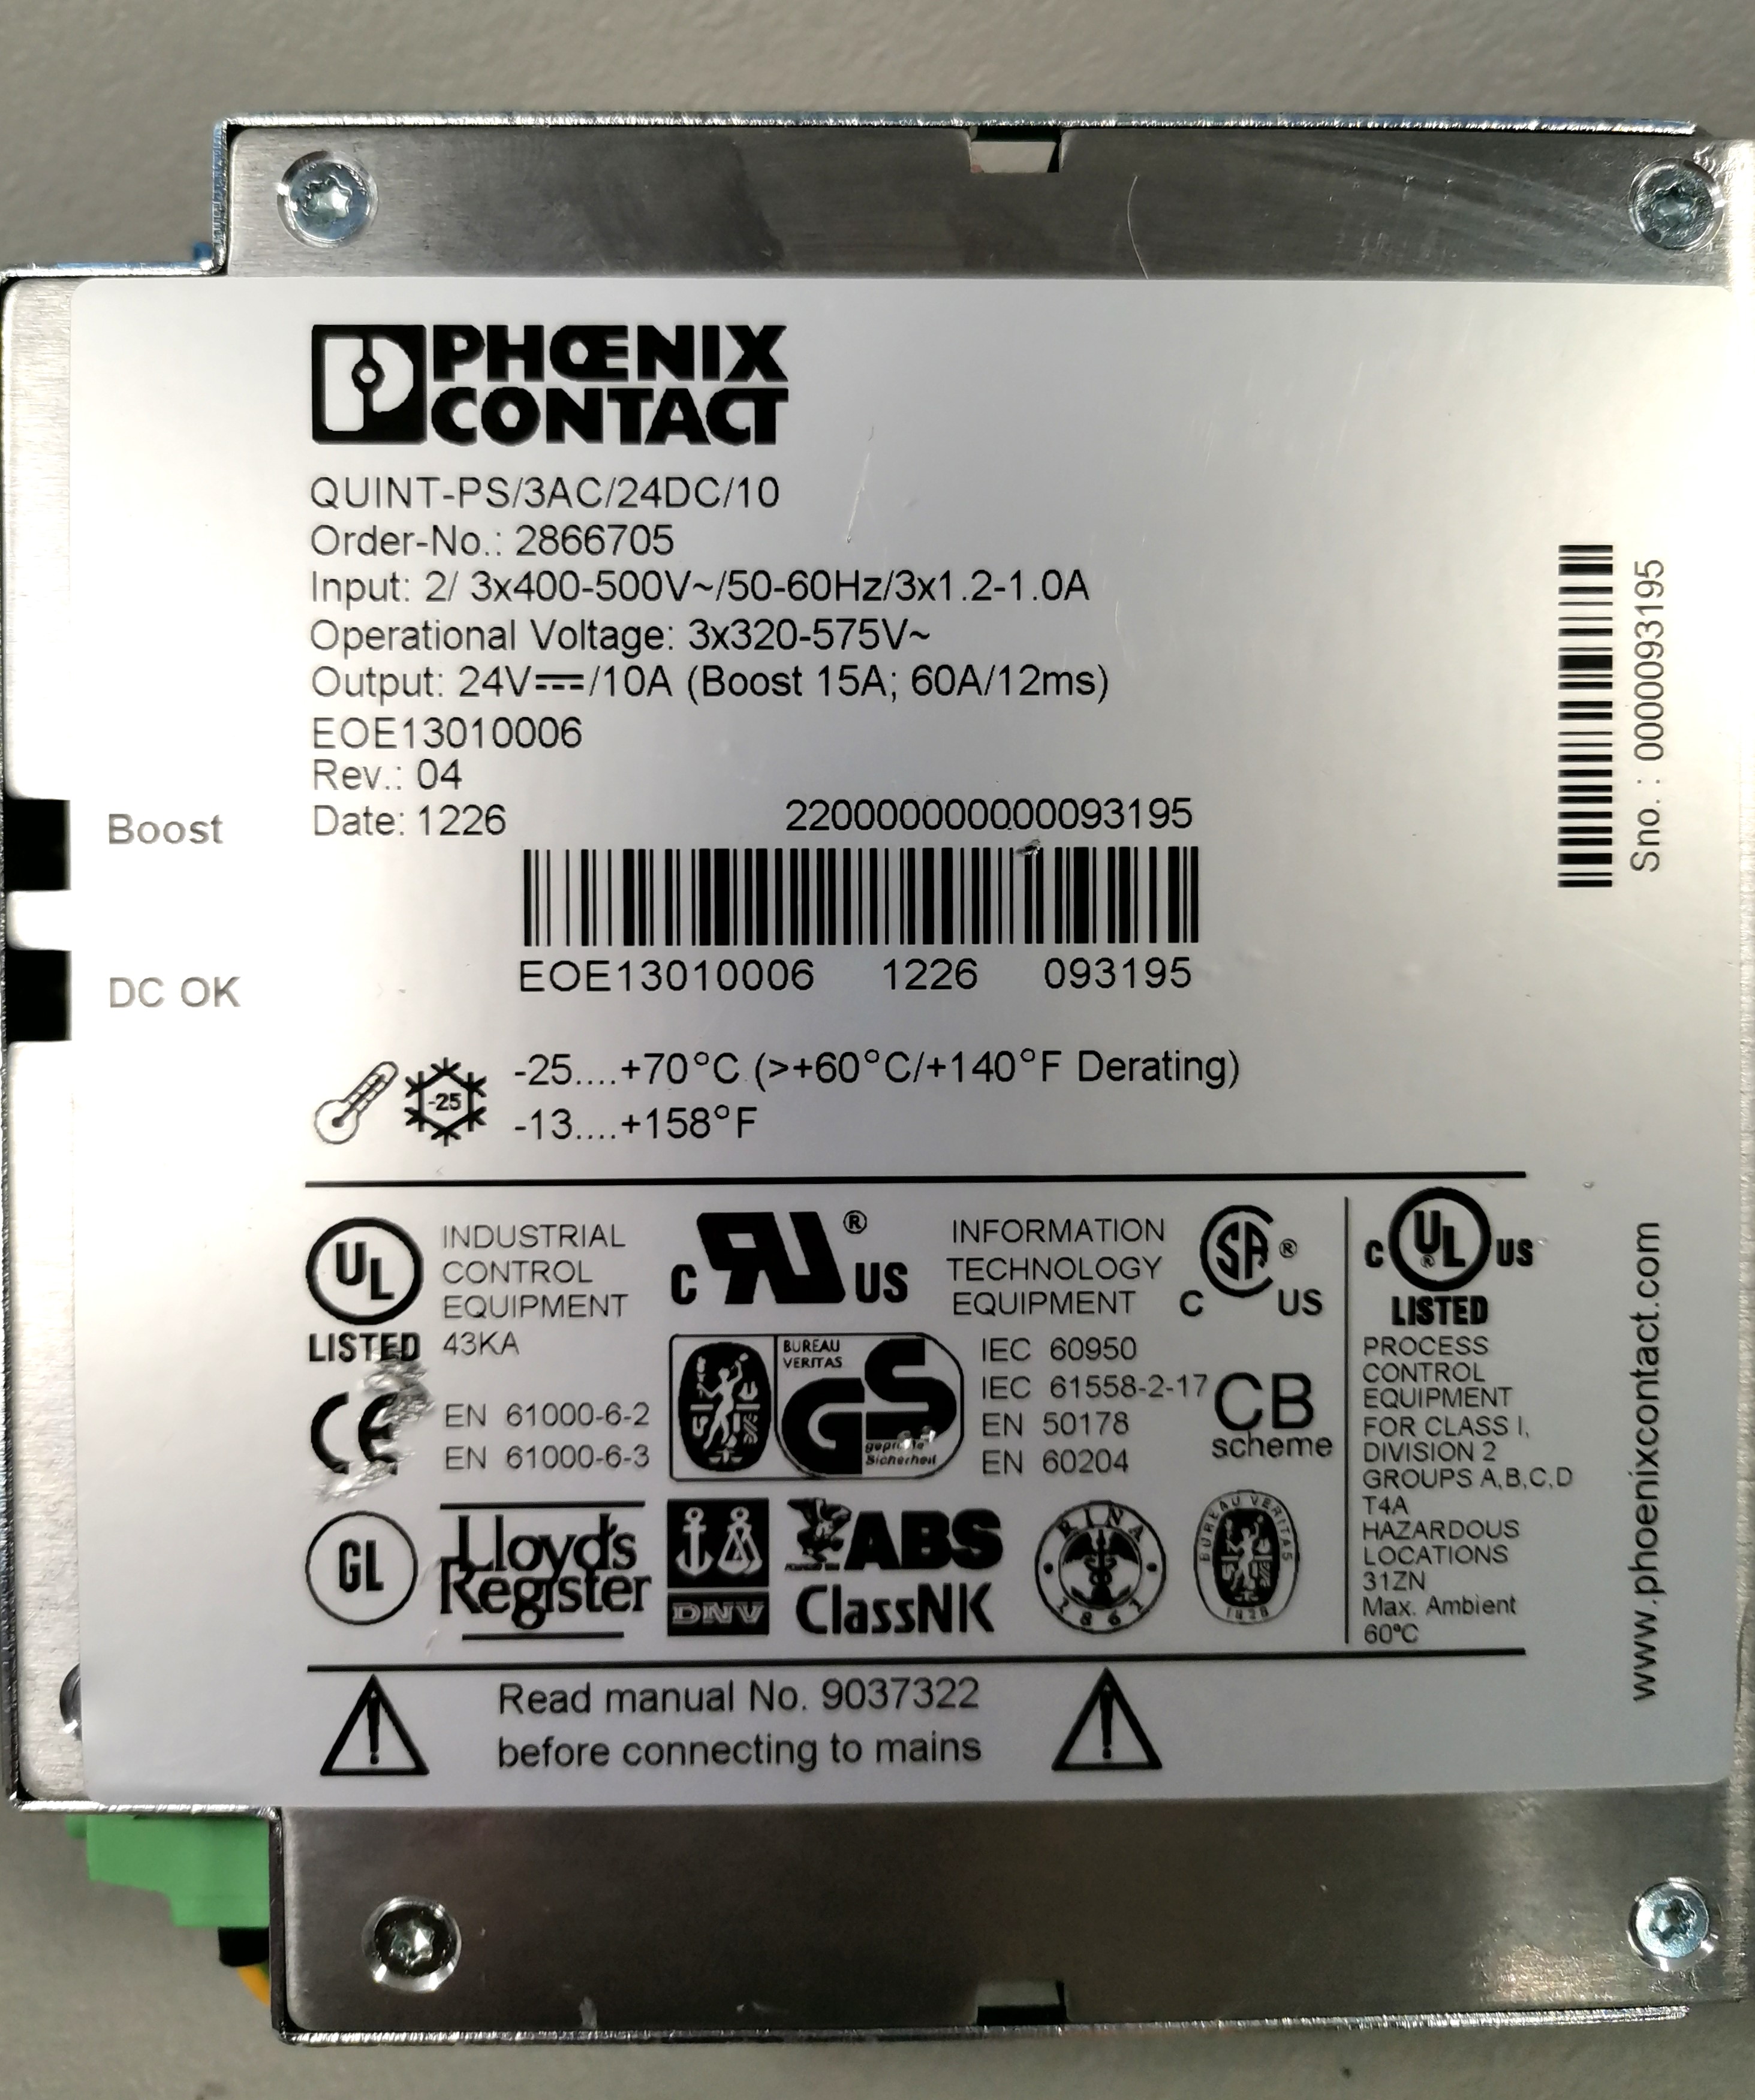 PHŒNIX
CONTACT
QUINT-PS/3AC/24DC/10
Order-No.: 2866705
Input: 2/ 3x400-500V~/50-60Hz/3x1.2-1.0A
Operational Voltage: 3x320-575V~
Output: 24V⎓/10A (Boost 15A; 60A/12ms)
EOE13010006
Rev.: 04
Date: 1226
220000000000093195
EOE13010006 1226 093195
Boost
DC OK
Sno. : 0000093195
-25
-25....+70°C (>+60°C/+140°F Derating)
-13....+158°F
UL
LISTED
INDUSTRIAL
CONTROL
EQUIPMENT
43KA
C RU ® US
INFORMATION
TECHNOLOGY
EQUIPMENT
C SA ® US
CE
EN 61000-6-2
EN 61000-6-3
BUREAU
VERITAS
GS
geprüfte
Sicherheit
IEC 60950
IEC 61558-2-17
EN 50178
EN 60204
CB
scheme
GL
Lloyd's
Register
DNV
ABS
ClassNK
RINA
1861
BUREAU VERITAS
1828
C UL ® US
LISTED
PROCESS
CONTROL
EQUIPMENT
FOR CLASS I,
DIVISION 2
GROUPS A,B,C,D
T4A
HAZARDOUS
LOCATIONS
31ZN
Max. Ambient
60°C
www.phoenixcontact.com
Read manual No. 9037322
before connecting to mains